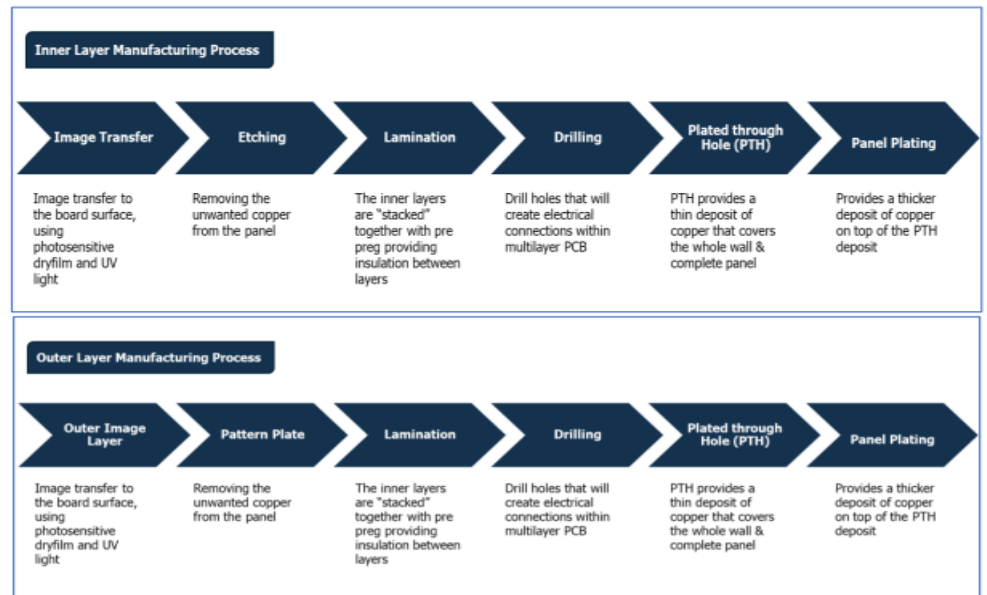 Inner Layer Manufacturing Process
Image Transfer
Etching
Lamination
Drilling
Plated through
Hole (PTH)
Panel Plating
Image transfer to
the board surface,
using
photosensitive
dryfilm and UV
light
Removing the
unwanted copper
from the panel
The inner layers
are "stacked"
together with pre
preg providing
insulation between
layers
Drill holes that will
create electrical
connections within
multilayer PCB
PTH provides a
thin deposit of
copper that covers
the whole wall &
complete panel
Provides a thicker
deposit of copper
on top of the PTH
deposit
Outer Layer Manufacturing Process
Outer Image
Layer
Pattern Plate
Lamination
Drilling
Plated through
Hole (PTH)
Panel Plating
Image transfer to
the board surface,
using
photosensitive
dryfilm and UV
light
Removing the
unwanted copper
from the panel
The inner layers
are "stacked"
together with pre
preg providing
insulation between
layers
Drill holes that will
create electrical
connections within
multilayer PCB
PTH provides a
thin deposit of
copper that covers
the whole wall &
complete panel
Provides a thicker
deposit of copper
on top of the PTH
deposit